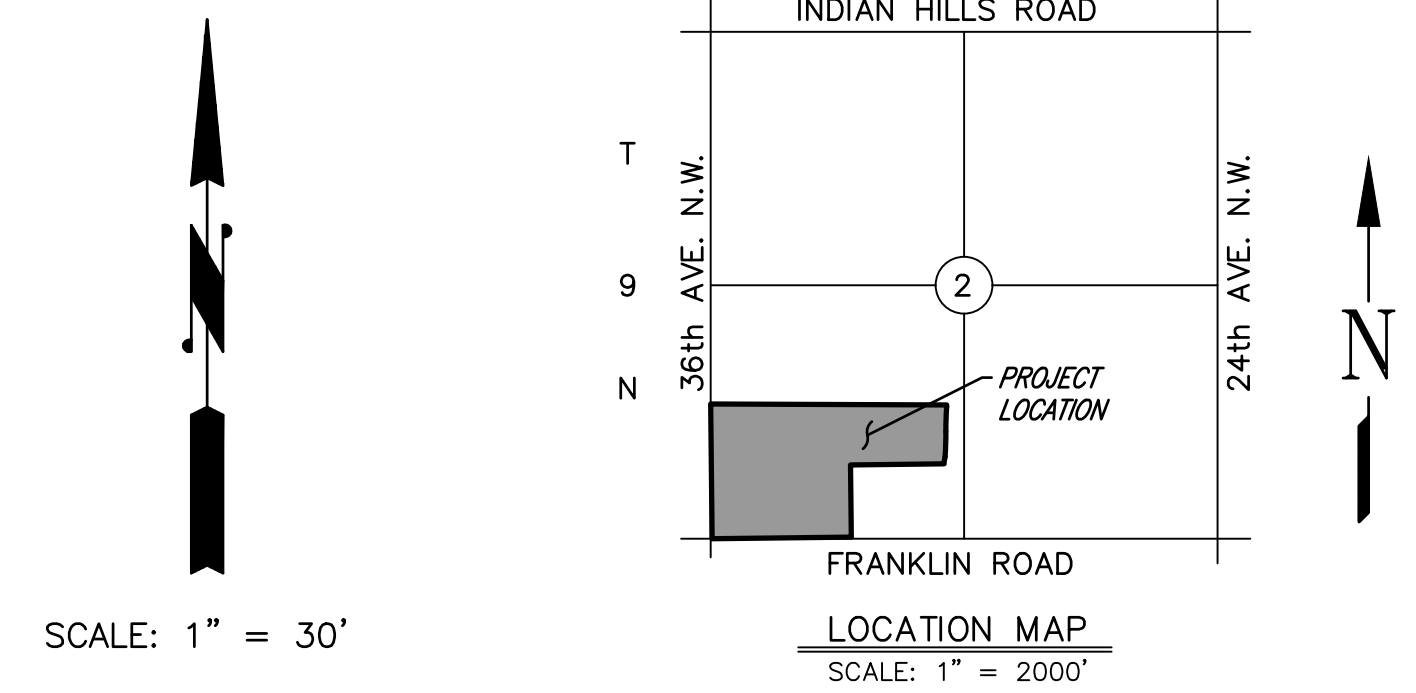 INDIAN HILLS ROAD
T
9
N
36th AVE. N.W.
24th AVE. N.W.
2
PROJECT
LOCATION
N
N
FRANKLIN ROAD
SCALE: 1" = 30'
LOCATION MAP
SCALE: 1" = 2000'